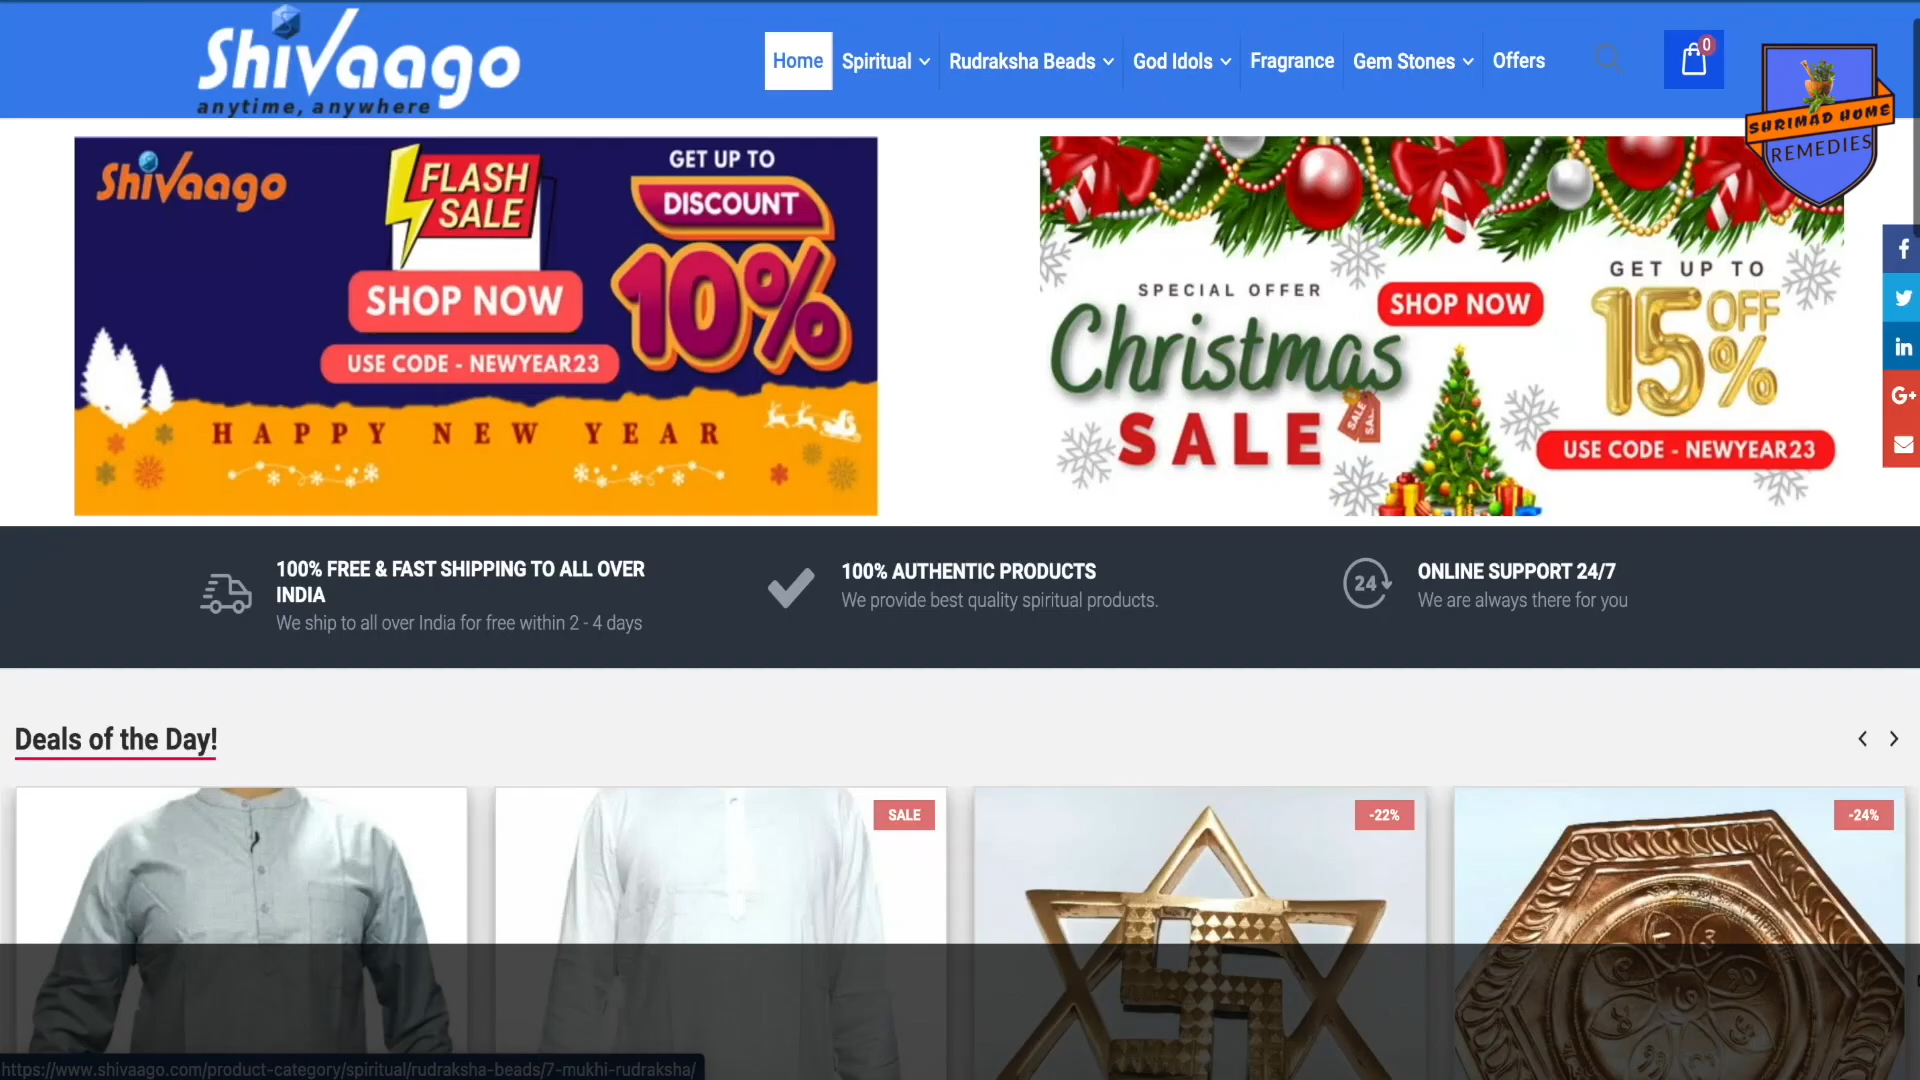 Shivaago
anytime, anywhere
Home
Spiritual
Rudraksha Beads
God Idols
Fragrance
Gem Stones
Offers
0
SHRIMAD HOME
REMEDIES
Shivaago
FLASH
SALE
GET UP TO
DISCOUNT
10%
SHOP NOW
USE CODE - NEWYEAR23
HAPPY NEW YEAR
SPECIAL OFFER
Christmas
SALE
SALE
SHOP NOW
GET UP TO
15%
OFF
USE CODE - NEWYEAR23
f
in
G+
100% FREE & FAST SHIPPING TO ALL OVER
INDIA
We ship to all over India for free within 2 - 4 days
100% AUTHENTIC PRODUCTS
We provide best quality spiritual products.
24
ONLINE SUPPORT 24/7
We are always there for you
Deals of the Day!
SALE
-22%
-24%
https://www.shivaago.com/product-category/spiritual/rudraksha-beads/7-mukhi-rudraksha/